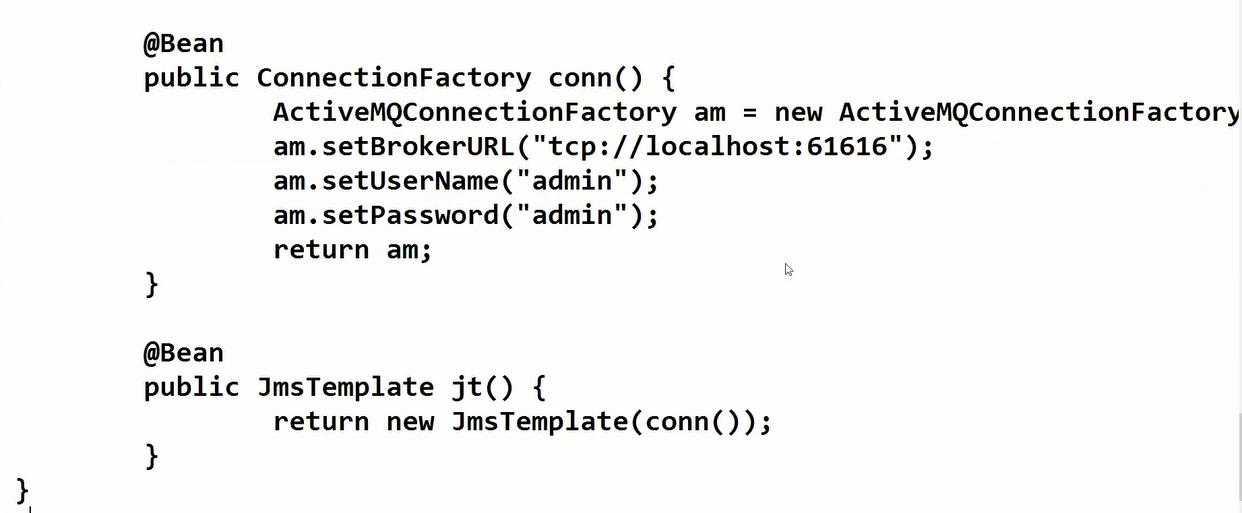 @Bean
public ConnectionFactory conn() {
ActiveMQConnectionFactory am = new ActiveMQConnectionFactory
am.setBrokerURL("tcp://localhost:61616");
am.setUserName("admin");
am.setPassword("admin");
return am;
}
@Bean
public JmsTemplate jt() {
return new JmsTemplate(conn());
}
}